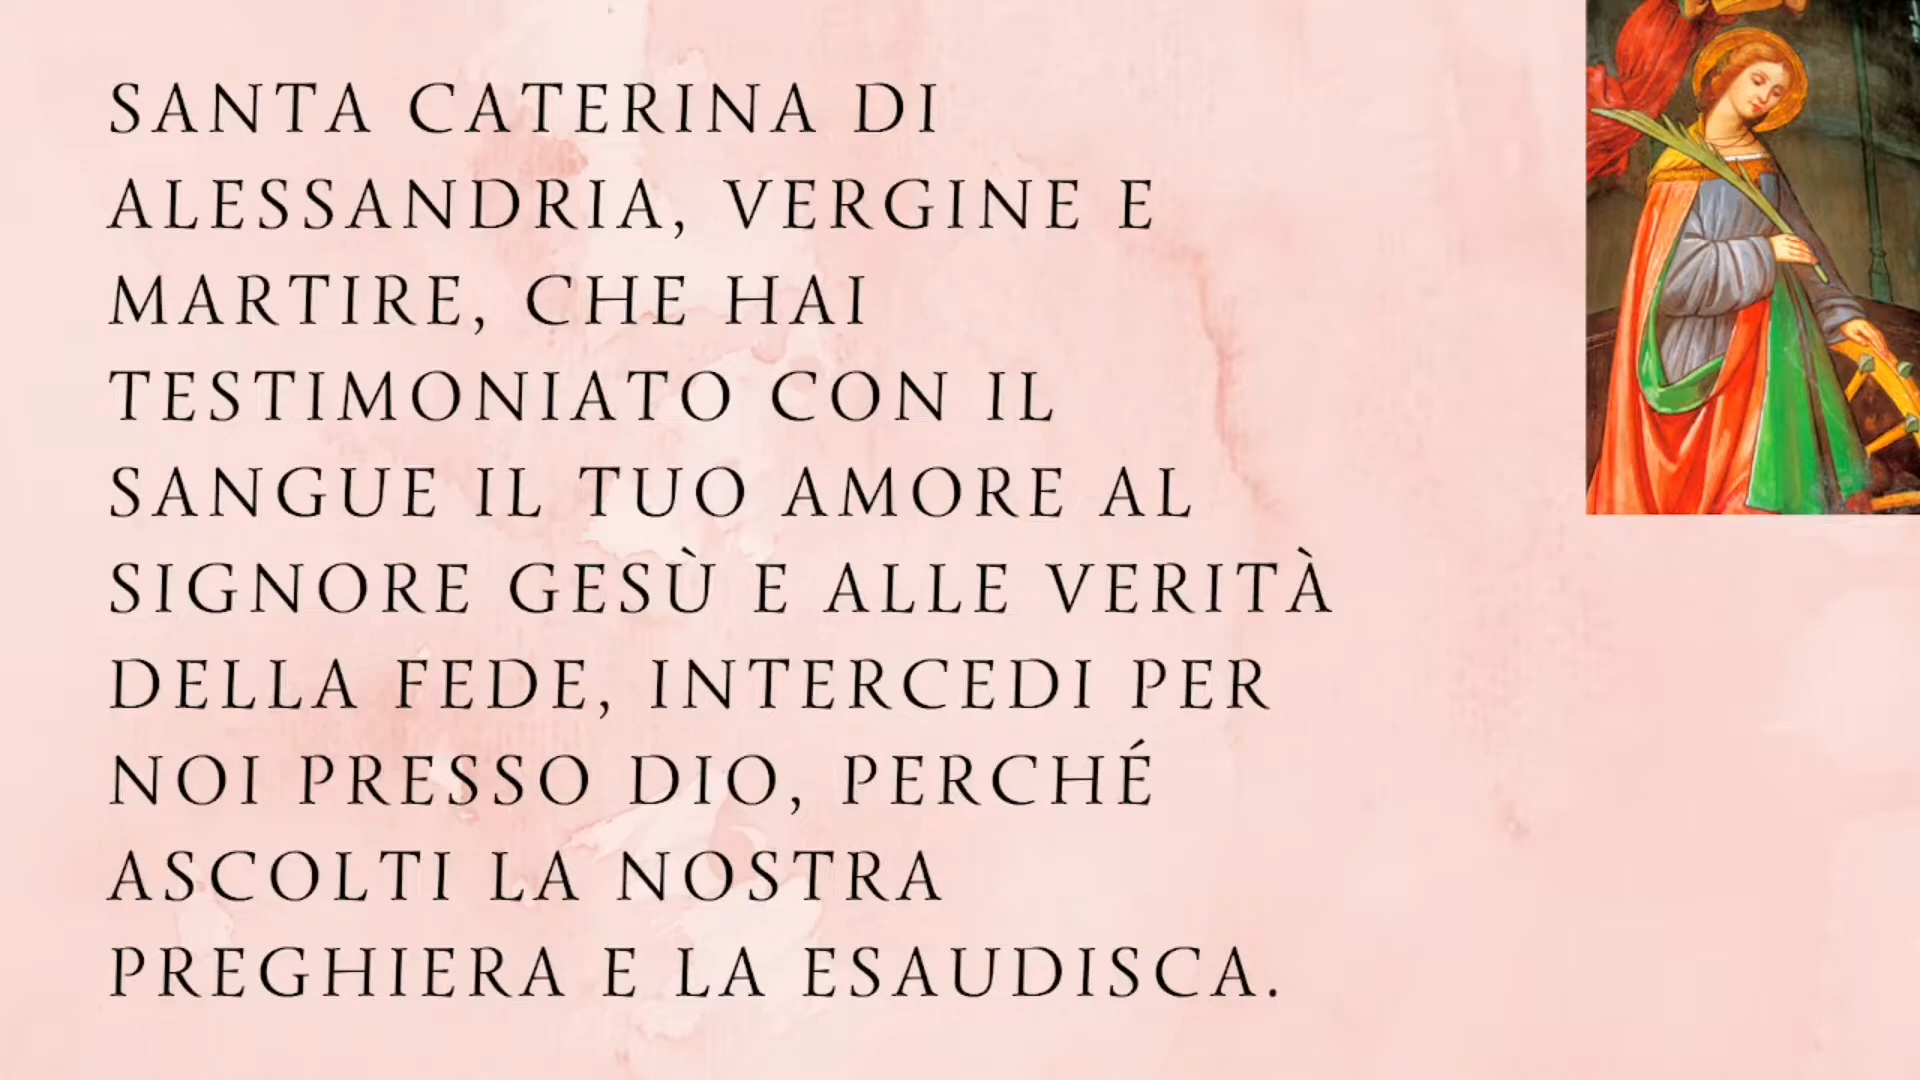 SANTA CATERINA DI
ALESSANDRIA, VERGINE E
MARTIRE, CHE HAI
TESTIMONIATO CON IL
SANGUE IL TUO AMORE AL
SIGNORE GESÙ E ALLE VERITÀ
DELLA FEDE, INTERCEDI PER
NOI PRESSO DIO, PERCHÉ
ASCOLTI LA NOSTRA
PREGHIERA E LA ESAUDISCA.